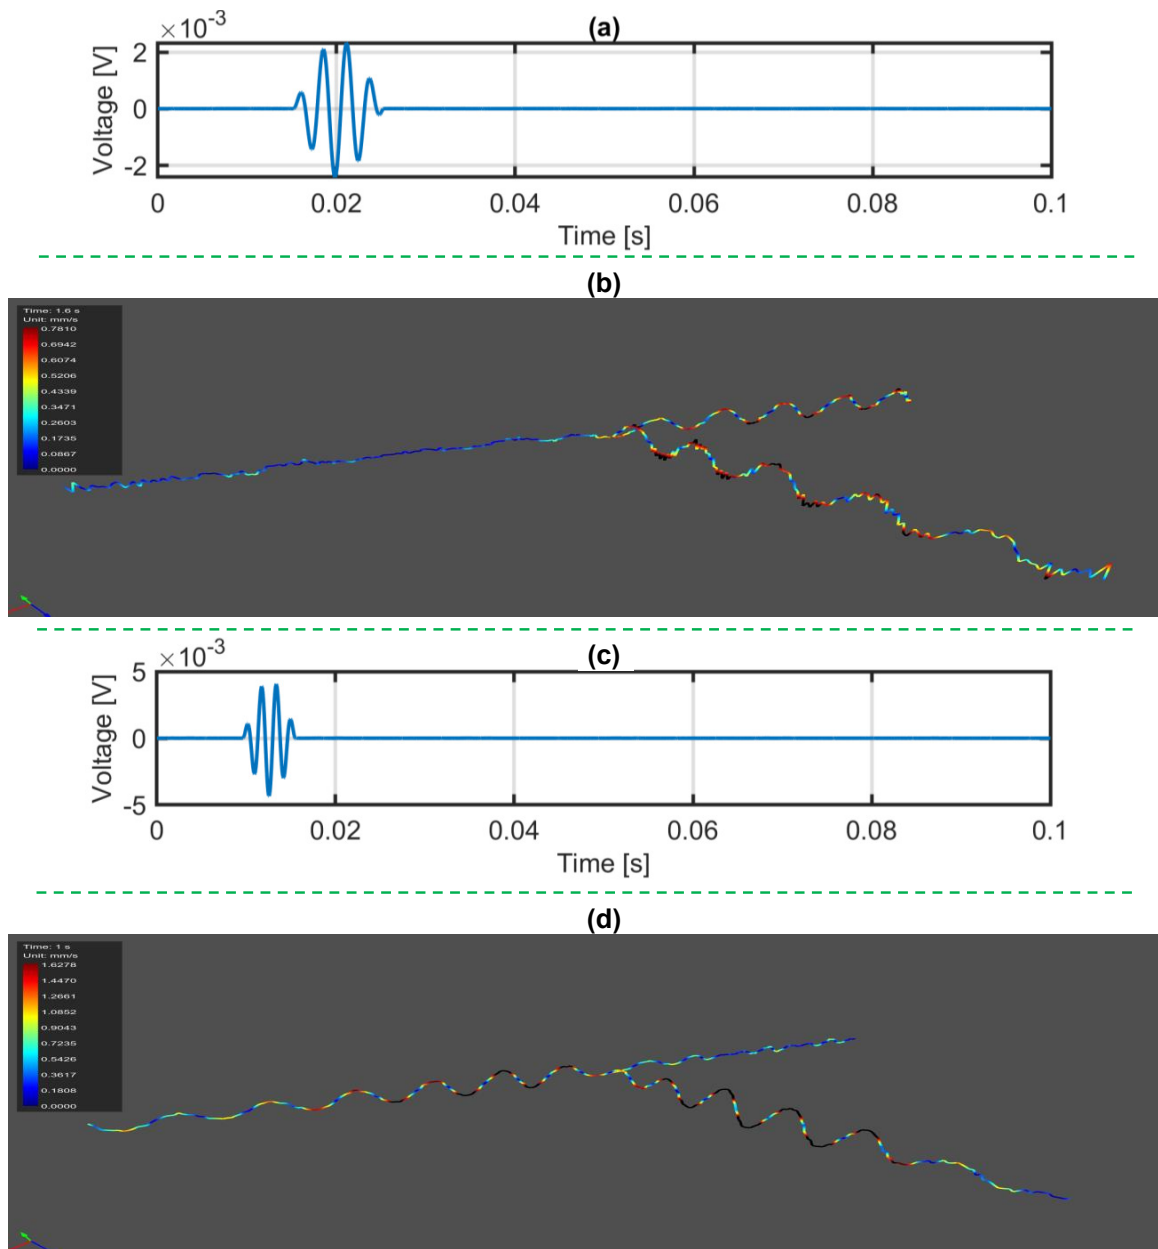 (a)
×10⁻³
2
0
-2
Voltage [V]
0 0.02 0.04 0.06 0.08 0.1
Time [s]
(b)
Time: 1.6 s
Unit: mm/s
0.7810
0.6942
0.6074
0.5206
0.4339
0.3471
0.2603
0.1735
0.0867
0.0000
(c)
×10⁻³
5
0
-5
Voltage [V]
0 0.02 0.04 0.06 0.08 0.1
Time [s]
(d)
Time: 1 s
Unit: mm/s
1.6278
1.4470
1.2661
1.0852
0.9043
0.7235
0.5426
0.3617
0.1808
0.0000